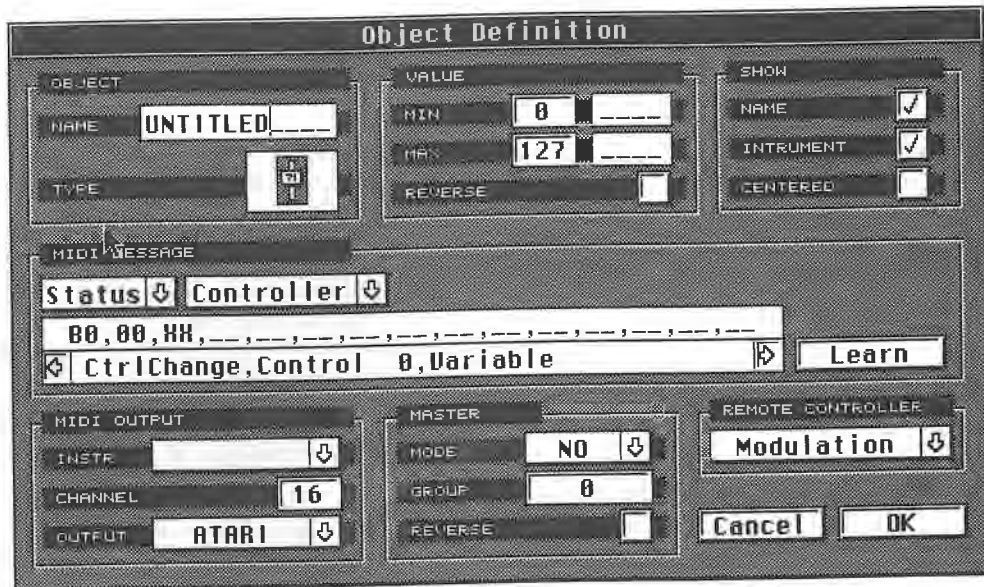 Object Definition
OBJECT
NAME UNTITLED____
TYPE
VALUE
MIN 0 ____
MAX 127 ____
REVERSE
SHOW
NAME ✓
INTRUMENT ✓
CENTERED
MIDI MESSAGE
Status Controller
B0,00,XX,__,__,__,__,__,__,__,__,__,__,__,__
CtrlChange,Control 0,Variable
Learn
MIDI OUTPUT
INSTR
CHANNEL 16
OUTPUT ATARI
MASTER
MODE NO
GROUP 0
REVERSE
REMOTE CONTROLLER
Modulation
Cancel OK